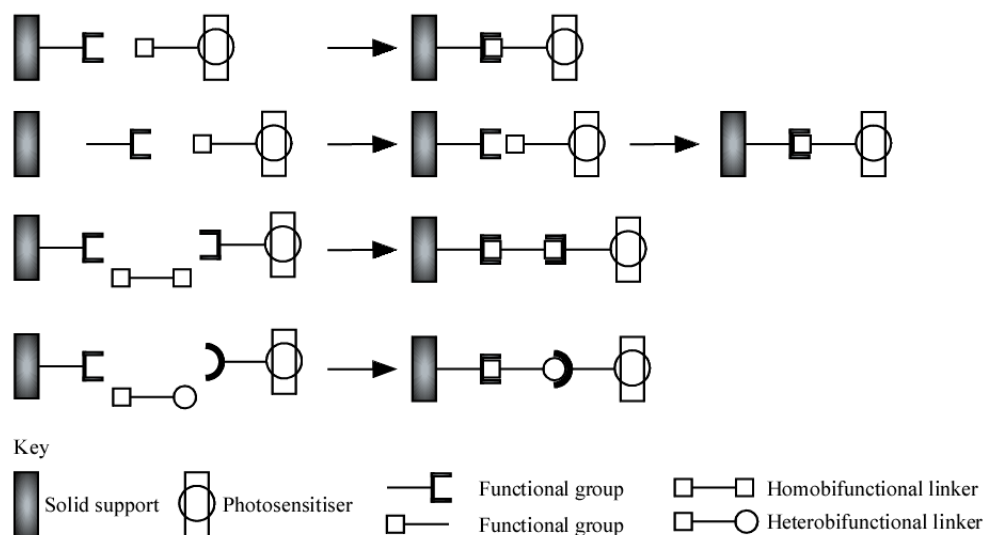 Key
Solid support
Photosensitiser
Functional group
Functional group
Homobifunctional linker
Heterobifunctional linker